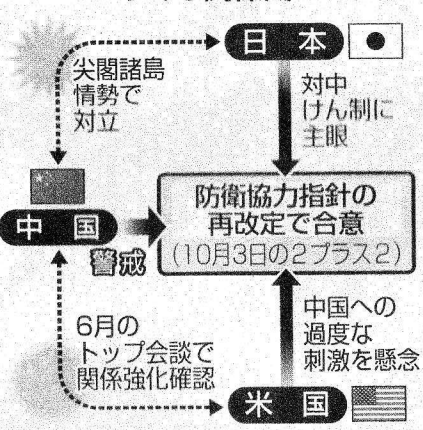 日本
尖閣諸島
情勢で
対立
対中
けん制に
主眼
防衛協力指針の
再改定で合意
(10月3日の2プラス2)
中国
警戒
6月の
トップ会談で
関係強化確認
中国への
過度な
刺激を懸念
米国